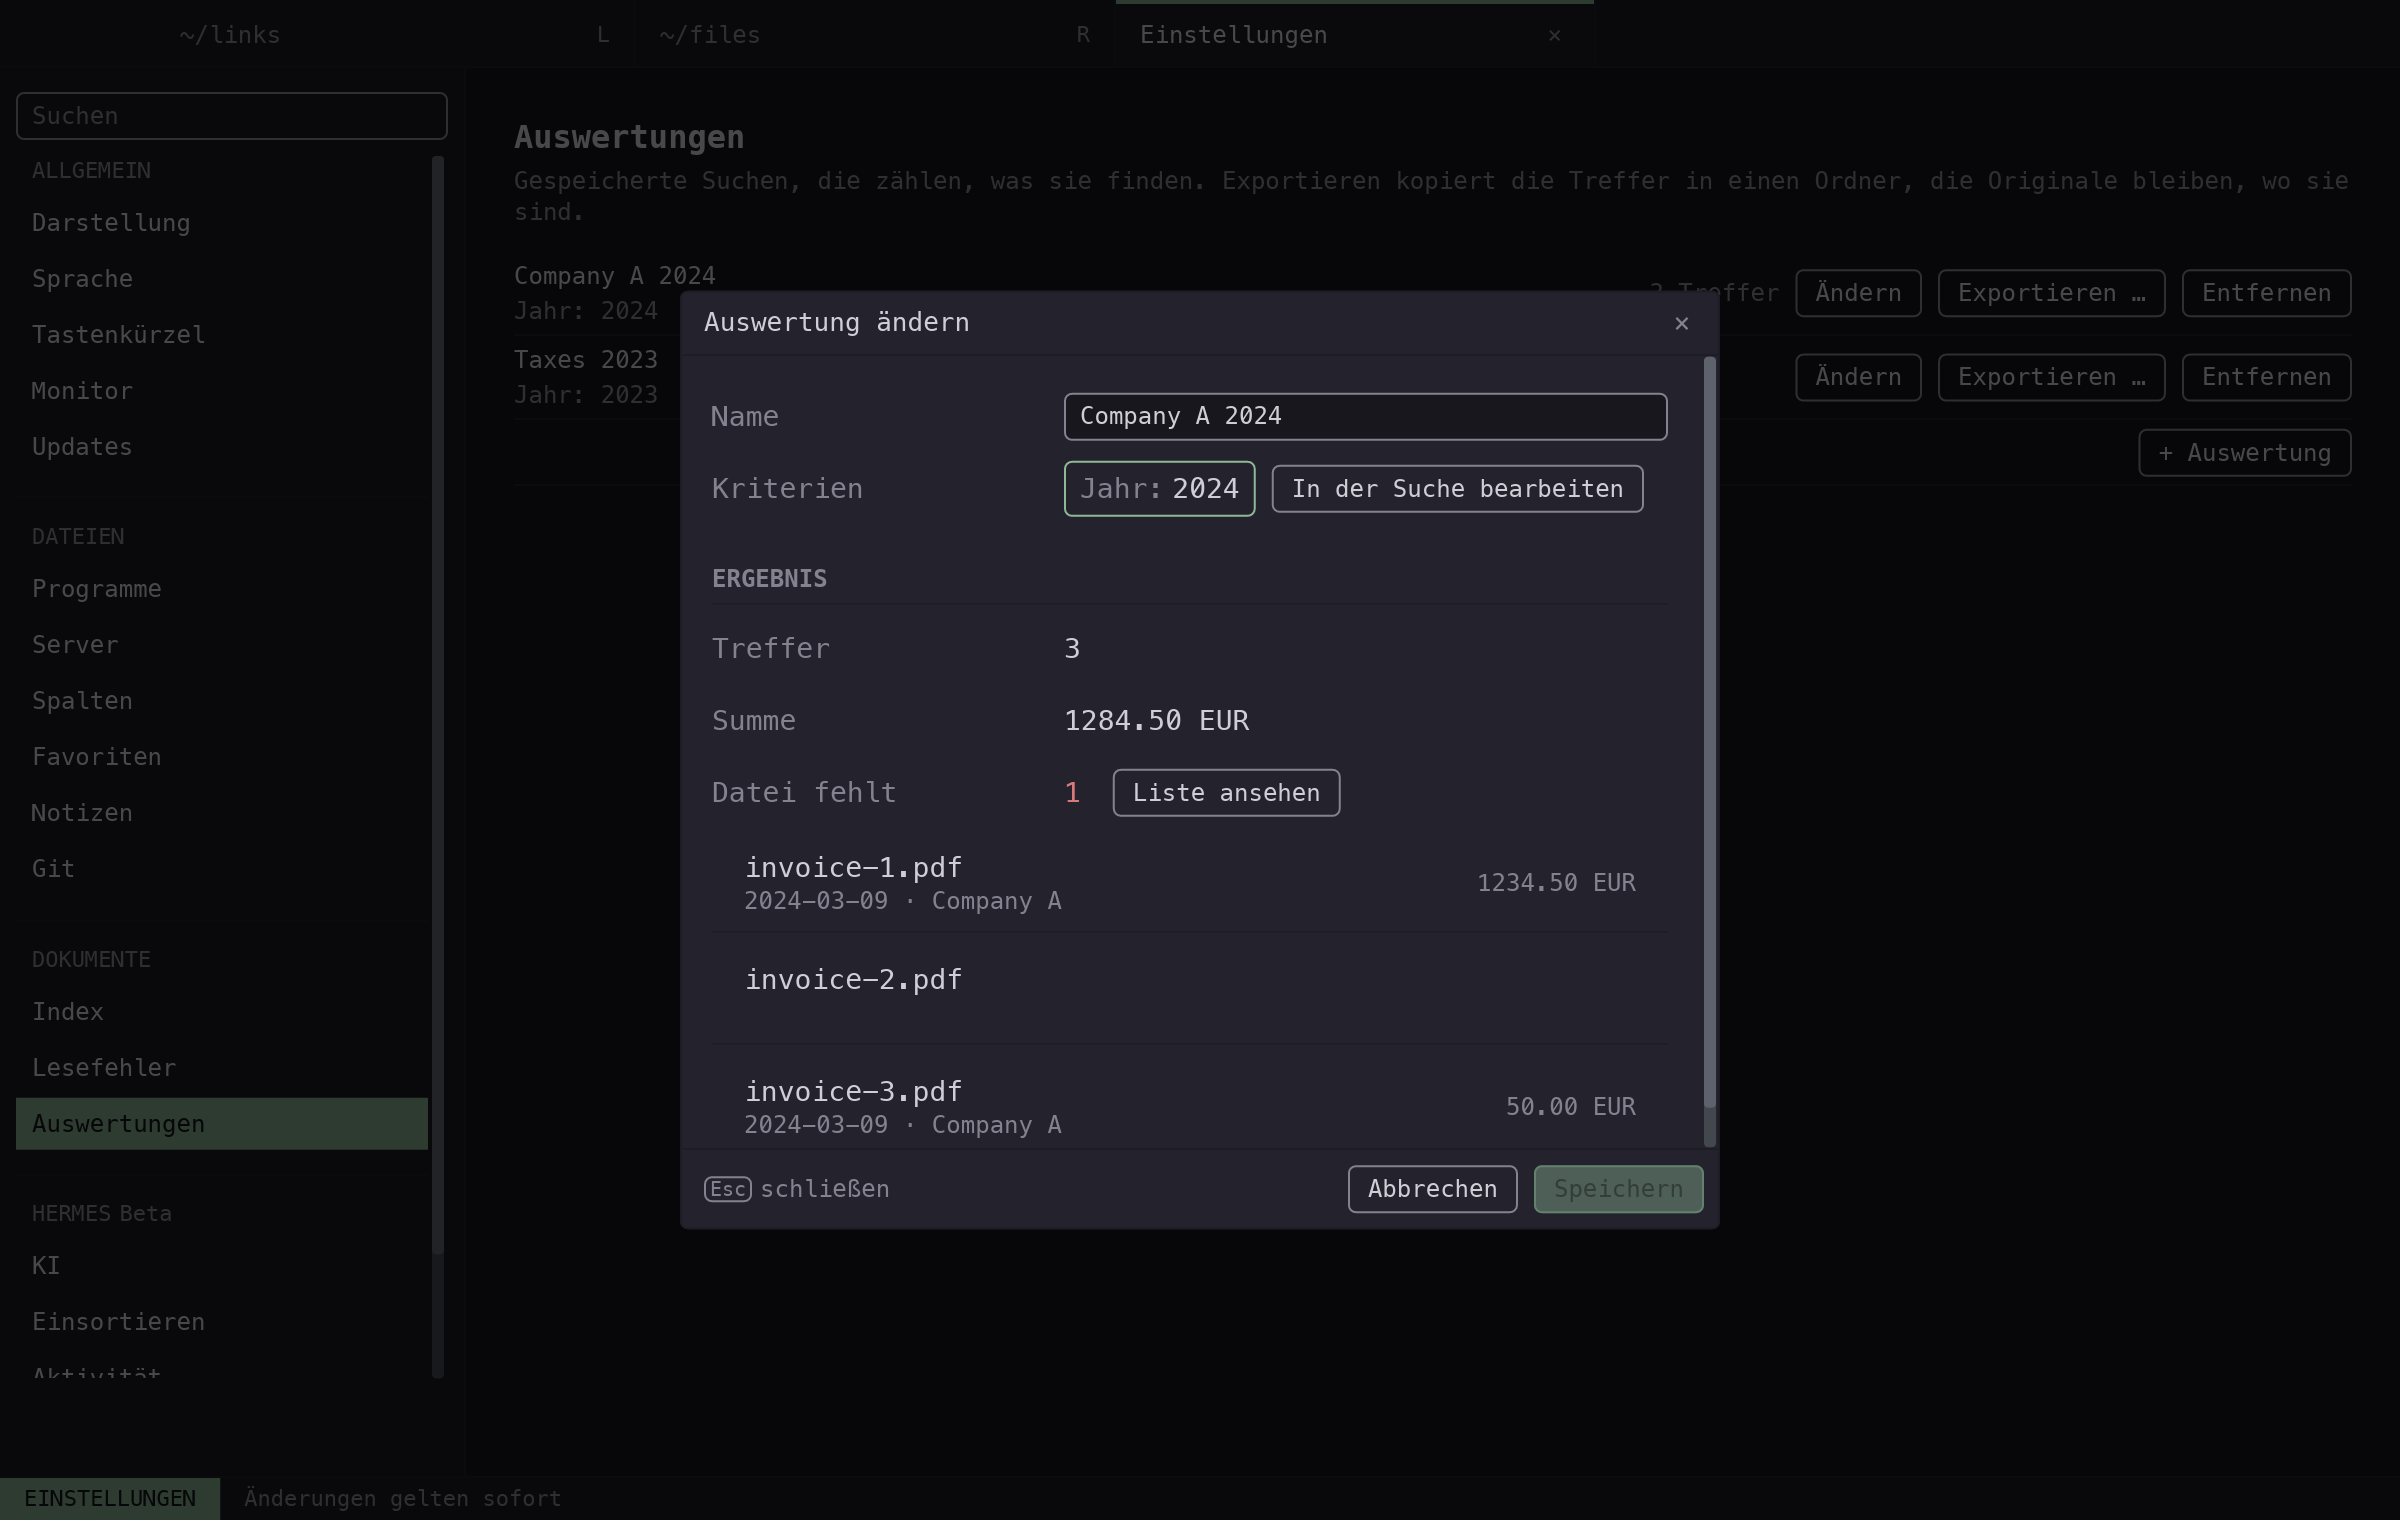 ~/links L ~/files R Einstellungen ×
Suchen
ALLGEMEIN
Darstellung
Sprache
Tastenkürzel
Monitor
Updates
DATEIEN
Programme
Server
Spalten
Favoriten
Notizen
Git
DOKUMENTE
Index
Lesefehler
Auswertungen
HERMES Beta
KI
Einsortieren
Aktivität
Auswertungen
Gespeicherte Suchen, die zählen, was sie finden. Exportieren kopiert die Treffer in einen Ordner, die Originale bleiben, wo sie
sind.
Company A 2024
Jahr: 2024
3 Treffer Ändern Exportieren … Entfernen
Taxes 2023
Jahr: 2023
Ändern Exportieren … Entfernen
+ Auswertung
Auswertung ändern ×
Name Company A 2024
Kriterien Jahr: 2024 In der Suche bearbeiten
ERGEBNIS
Treffer 3
Summe 1284.50 EUR
Datei fehlt 1 Liste ansehen
invoice-1.pdf
2024-03-09 · Company A 1234.50 EUR
invoice-2.pdf
invoice-3.pdf
2024-03-09 · Company A 50.00 EUR
Esc schließen Abbrechen Speichern
EINSTELLUNGEN Änderungen gelten sofort